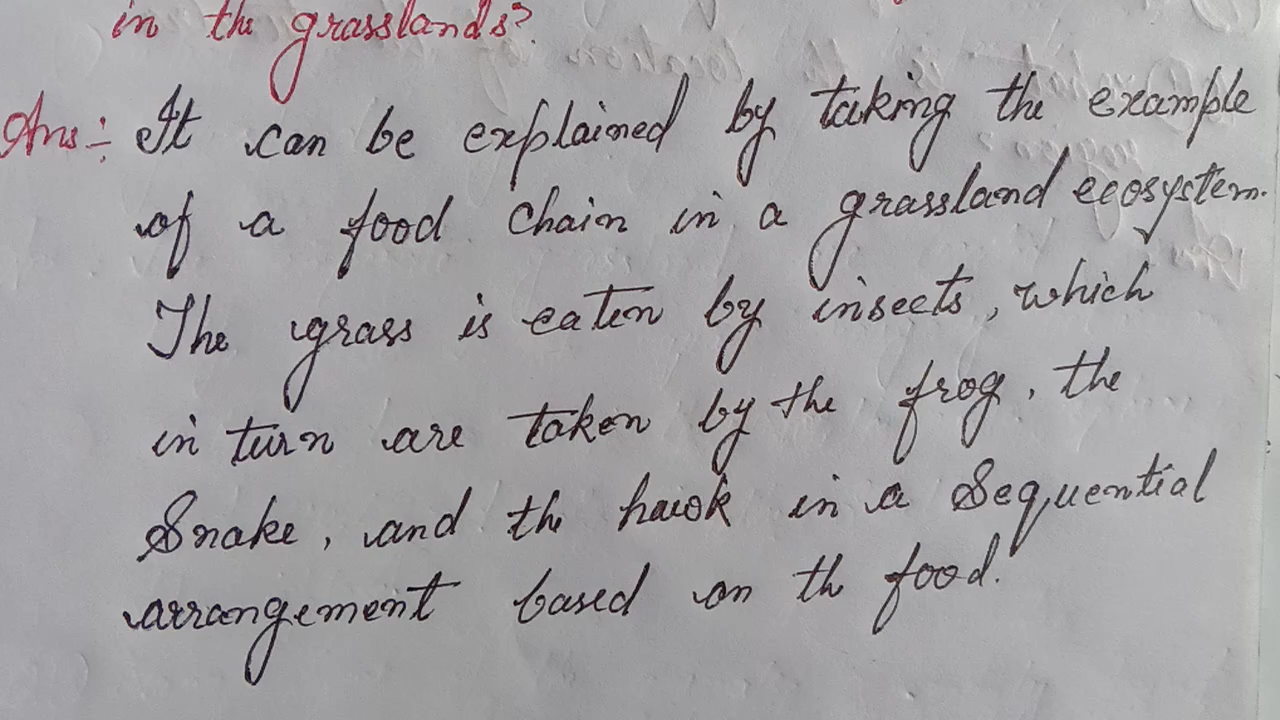 in the grasslands?
Ans:- It can be explained by taking the example
of a food chain in a grassland ecosystem.
The grass is eaten by insects, which
in turn are taken by the frog, the
Snake, and the hawk in a Sequential
arrangement based on th food.